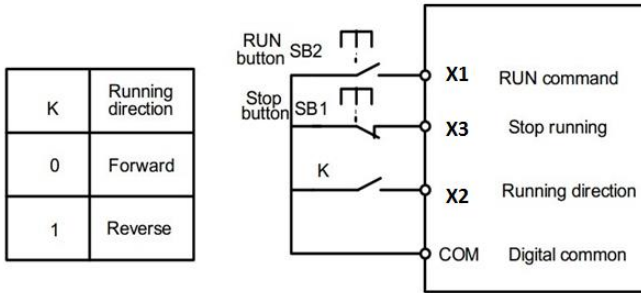 K
Running
direction
0
Forward
1
Reverse
RUN
button
SB2
X1
RUN command
Stop
button
SB1
X3
Stop running
K
X2
Running direction
COM
Digital common